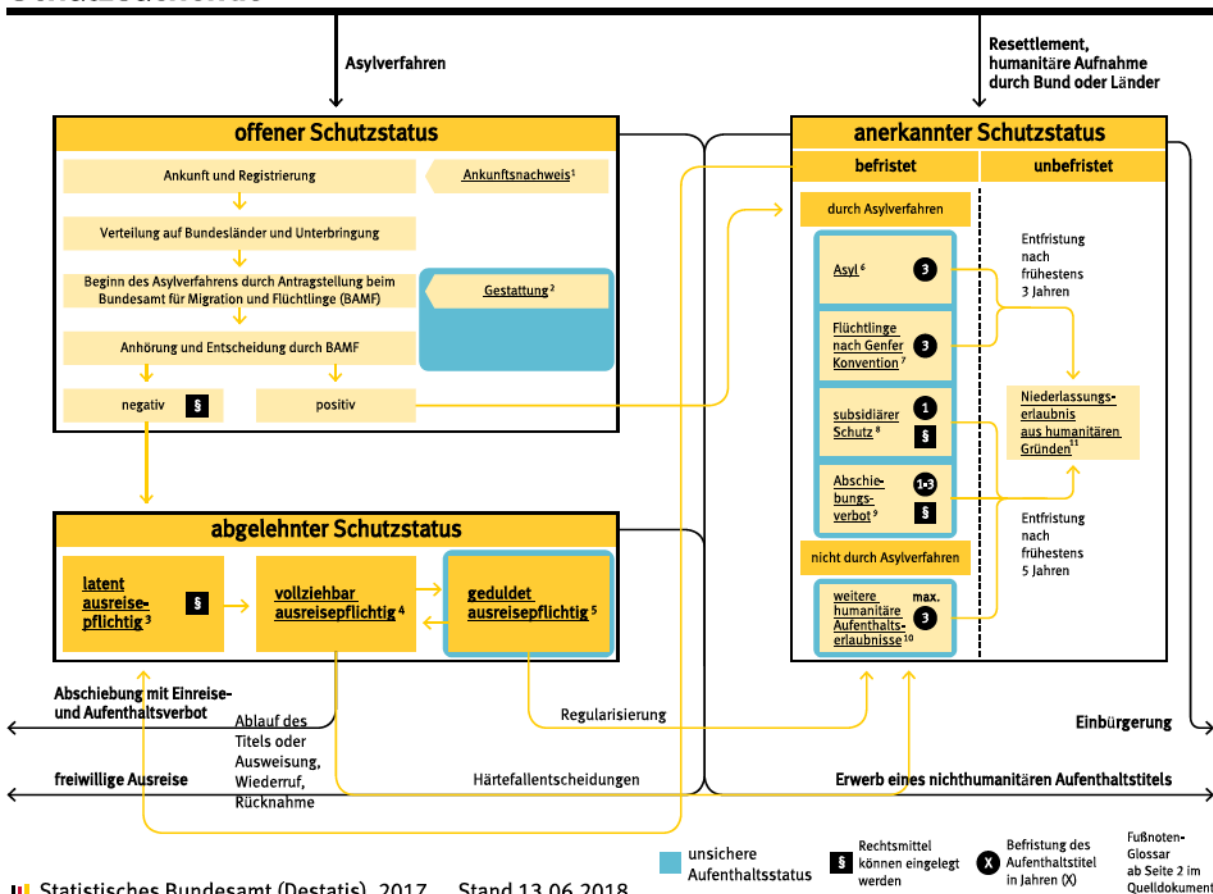 Asylverfahren
Resettlement,
humanitäre Aufnahme
durch Bund oder Länder
offener Schutzstatus
Ankunft und Registrierung
Ankunftsnachweis¹
Verteilung auf Bundesländer und Unterbringung
Beginn des Asylverfahrens durch Antragstellung beim
Bundesamt für Migration und Flüchtlinge (BAMF)
Gestattung²
Anhörung und Entscheidung durch BAMF
negativ §
positiv
anerkannter Schutzstatus
befristet
unbefristet
durch Asylverfahren
Asyl⁶ 3
Flüchtlinge
nach Genfer
Konvention⁷
3
subsidiärer
Schutz⁸
1
§
Abschie-
bungs-
verbot⁹
1-3
§
nicht durch Asylverfahren
weitere
humanitäre
Aufenthalts-
erlaubnisse¹⁰
max.
3
Entfristung
nach
frühestens
3 Jahren
Niederlassungs-
erlaubnis
aus humanitären
Gründen¹¹
Entfristung
nach
frühestens
5 Jahren
abgelehnter Schutzstatus
latent
ausreise-
pflichtig³
§
vollziehbar
ausreisepflichtig⁴
geduldet
ausreisepflichtig⁵
Abschiebung mit Einreise-
und Aufenthaltsverbot
Ablauf des
Titels oder
Ausweisung,
Wiederruf,
Rücknahme
Regularisierung
Einbürgerung
freiwillige Ausreise
Härtefallentscheidungen
Erwerb eines nichthumanitären Aufenthaltstitels
unsichere
Aufenthaltsstatus
§
Rechtsmittel
können eingelegt
werden
X
Befristung des
Aufenthaltstitel
in Jahren (X)
Fußnoten-
Glossar
ab Seite 2 im
Quelldokument
Statistisches Bundesamt (Destatis), 2017 Stand 13.06.2018